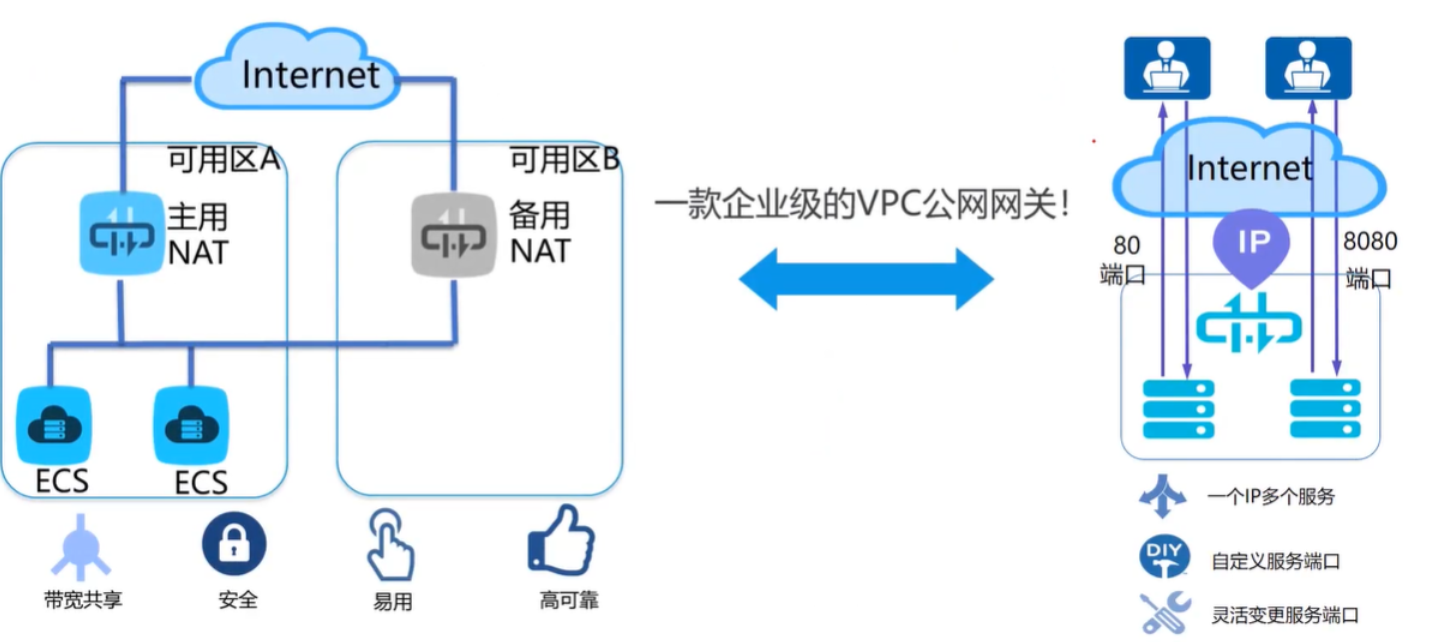 Internet
可用区A
主用
NAT
可用区B
备用
NAT
ECS
ECS
带宽共享
安全
易用
高可靠
一款企业级的VPC公网网关!
Internet
IP
80
端口
8080
端口
一个IP多个服务
DIY
自定义服务端口
灵活变更服务端口